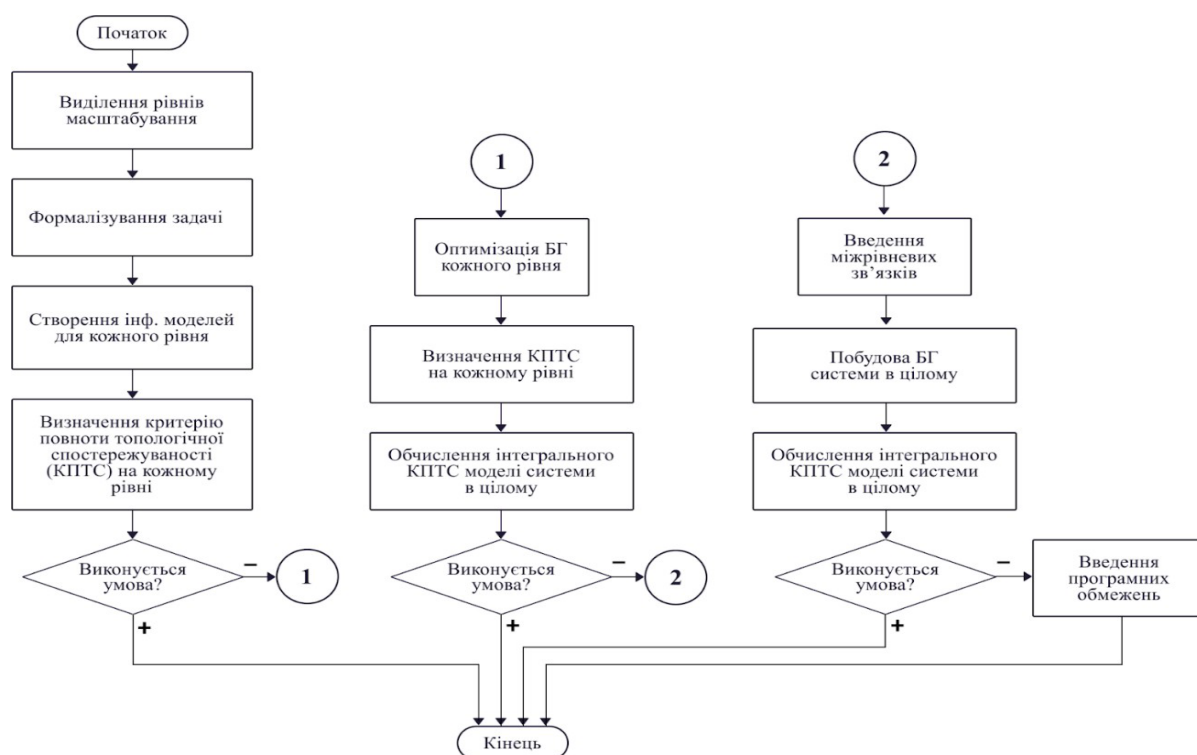 Початок
Виділення рівнів
масштабування
Формалізування задачі
Створення інф. моделей
для кожного рівня
Визначення критерію
повноти топологічної
спостережуваності
(КПТС) на кожному
рівні
Виконується
умова?
–
1
+
1
Оптимізація БГ
кожного рівня
Визначення КПТС
на кожному рівні
Обчислення інтегрального
КПТС моделі системи
в цілому
Виконується
умова?
–
2
+
2
Введення
міжрівневих
зв’язків
Побудова БГ
системи в цілому
Обчислення інтегрального
КПТС моделі системи
в цілому
Виконується
умова?
–
+
Введення
програмних
обмежень
Кінець